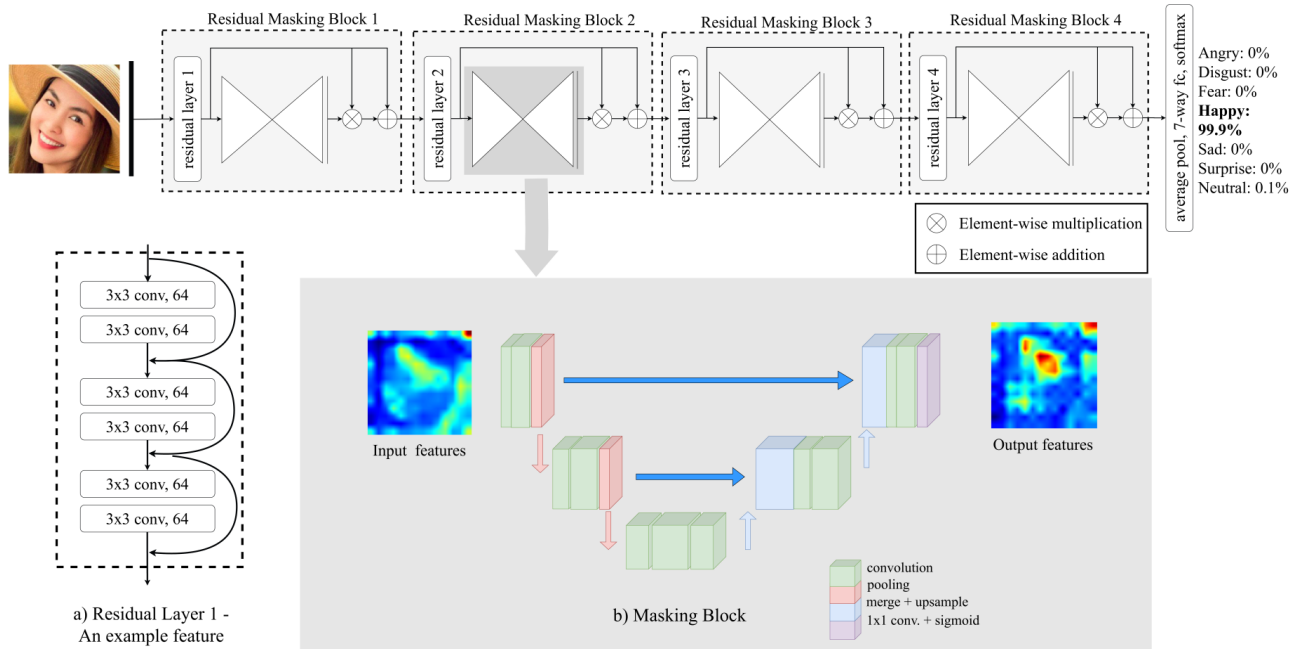 Residual Masking Block 1
Residual Masking Block 2
Residual Masking Block 3
Residual Masking Block 4
residual layer 1
residual layer 2
residual layer 3
residual layer 4
average pool, 7-way fc, softmax
Angry: 0%
Disgust: 0%
Fear: 0%
Happy:
99.9%
Sad: 0%
Surprise: 0%
Neutral: 0.1%
Element-wise multiplication
Element-wise addition
3x3 conv, 64
3x3 conv, 64
3x3 conv, 64
3x3 conv, 64
3x3 conv, 64
3x3 conv, 64
a) Residual Layer 1 -
An example feature
Input features
Output features
convolution
pooling
merge + upsample
1x1 conv. + sigmoid
b) Masking Block